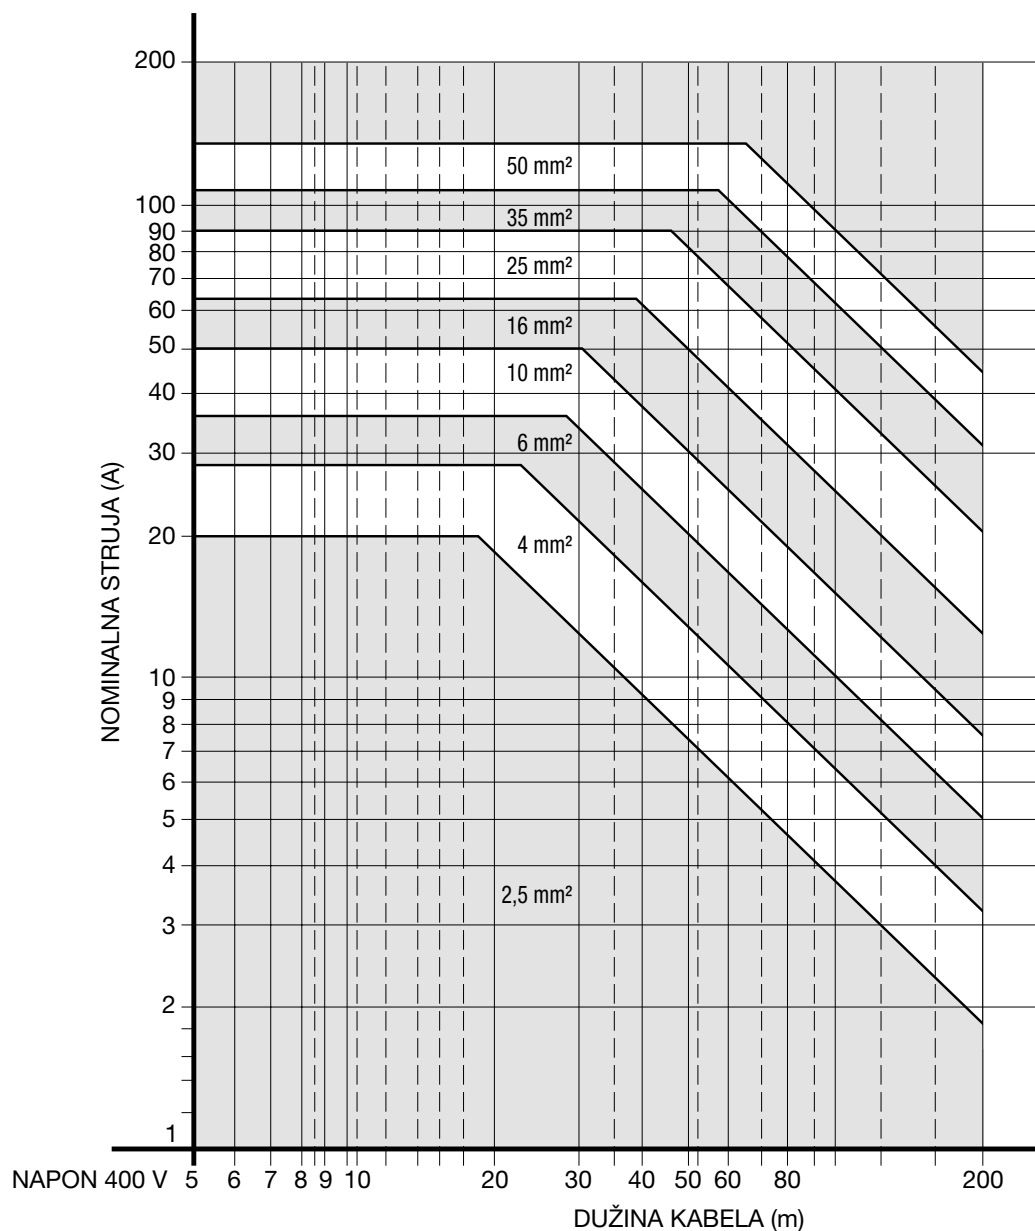 200
50 mm²
100
35 mm²
90
80
25 mm²
70
60
16 mm²
50
10 mm²
40
6 mm²
30
4 mm²
20
NOMINALNA STRUJA (A)
10
9
8
7
6
5
4
2,5 mm²
3
2
1
NAPON 400 V 5 6 7 8 9 10 20 30 40 50 60 80 200
DUŽINA KABELA (m)